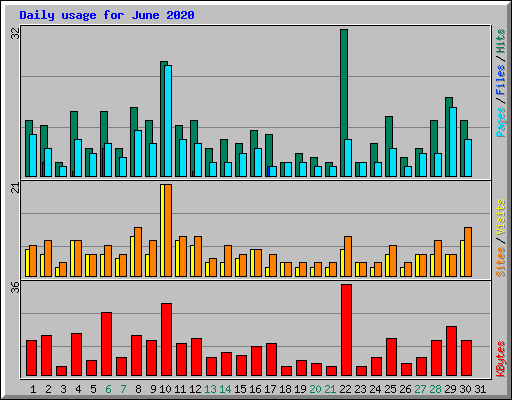 Daily usage for June 2020
32
21
36
Pages / Files / Hits
Sites / Visits
KBytes
1 2 3 4 5 6 7 8 9 10 11 12 13 14 15 16 17 18 19 20 21 22 23 24 25 26 27 28 29 30 31